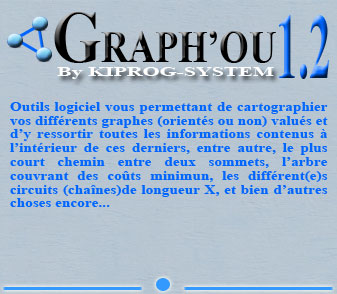 GRAPH'OU 1.2
By KIPROG-SYSTEM
Outils logiciel vous permettant de cartographier
vos différents graphes (orientés ou non) valués et
d'y ressortir toutes les informations contenus à
l'intérieur de ces derniers, entre autre, le plus
court chemin entre deux sommets, l'arbre
couvrant des coûts minimun, les différent(e)s
circuits (chaînes)de longueur X, et bien d'autres
choses encore...